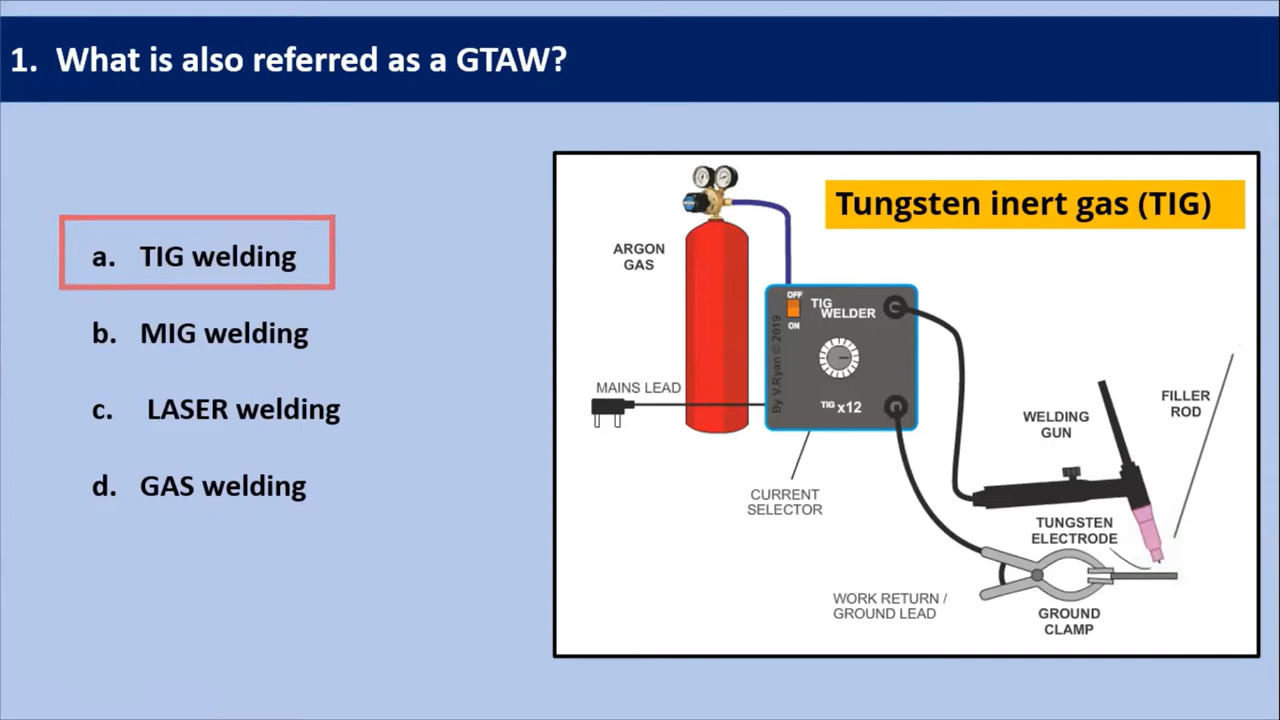 1. What is also referred as a GTAW?
a. TIG welding
b. MIG welding
c. LASER welding
d. GAS welding
Tungsten inert gas (TIG)
ARGON
GAS
OFF
ON
TIG
WELDER
By V.Ryan © 2019
MAINS LEAD
TIG x12
CURRENT
SELECTOR
WELDING
GUN
FILLER
ROD
TUNGSTEN
ELECTRODE
WORK RETURN /
GROUND LEAD
GROUND
CLAMP